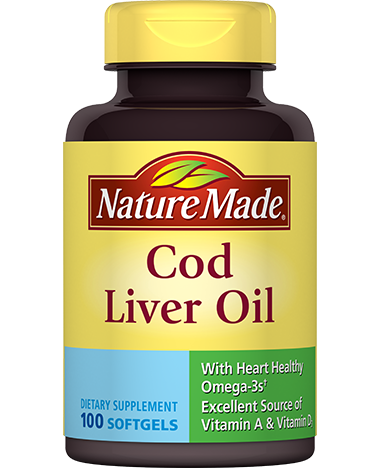 Nature Made®
Cod
Liver Oil
With Heart Healthy
Omega-3s†
Excellent Source of
Vitamin A & Vitamin D
DIETARY SUPPLEMENT
100 SOFTGELS